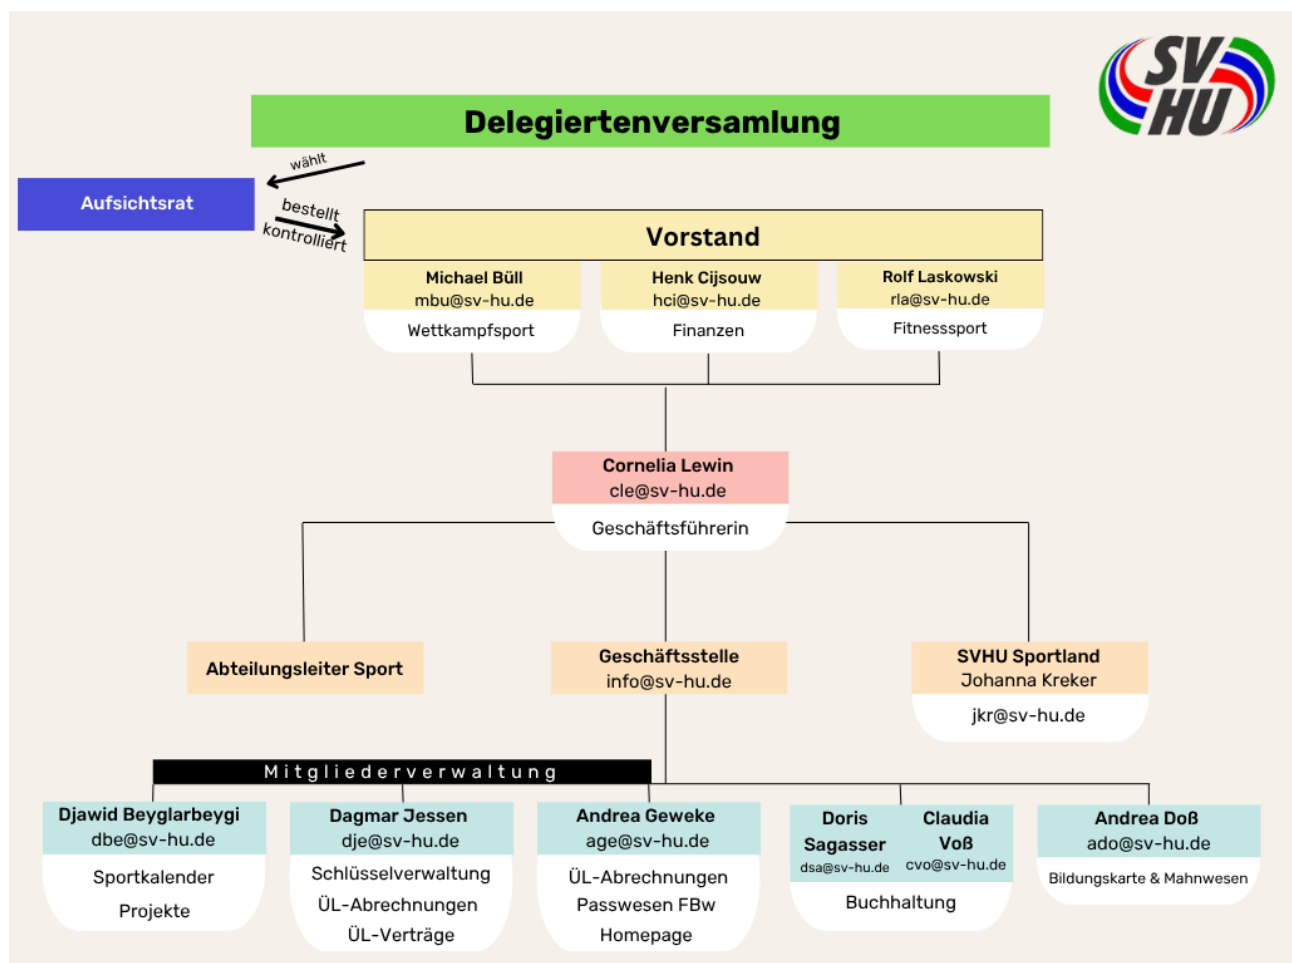 SV
HU
Delegiertenversamlung
wählt
Aufsichtsrat
bestellt
kontrolliert
Vorstand
Michael Büll
mbu@sv-hu.de
Wettkampfsport
Henk Cijsouw
hci@sv-hu.de
Finanzen
Rolf Laskowski
rla@sv-hu.de
Fitnesssport
Cornelia Lewin
cle@sv-hu.de
Geschäftsführerin
Abteilungsleiter Sport
Geschäftsstelle
info@sv-hu.de
SVHU Sportland
Johanna Kreker
jkr@sv-hu.de
Mitgliederverwaltung
Djawid Beyglarbeygi
dbe@sv-hu.de
Sportkalender
Projekte
Dagmar Jessen
dje@sv-hu.de
Schlüsselverwaltung
ÜL-Abrechnungen
ÜL-Verträge
Andrea Geweke
age@sv-hu.de
ÜL-Abrechnungen
Passwesen FBw
Homepage
Doris
Sagasser
dsa@sv-hu.de
Claudia
Voß
cvo@sv-hu.de
Buchhaltung
Andrea Doß
ado@sv-hu.de
Bildungskarte & Mahnwesen